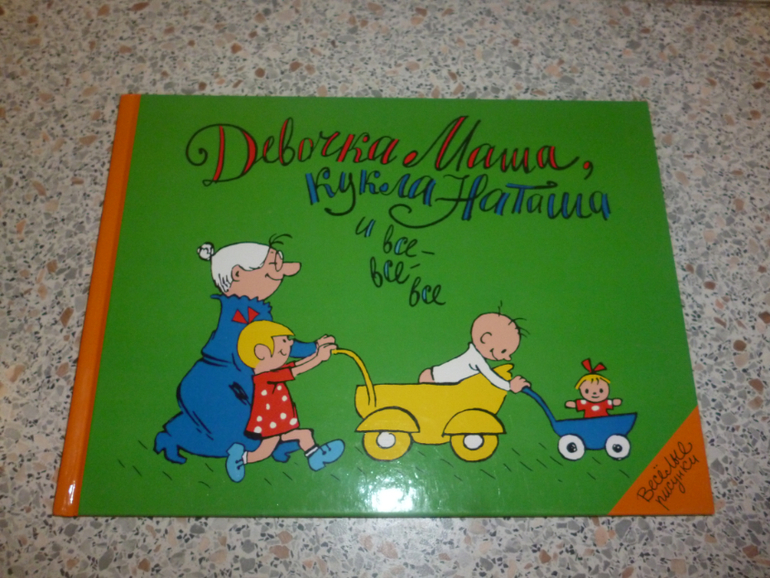 Девочка Маша,
кукла Наташа
и все-
все-
все
Весёлые
рисунки